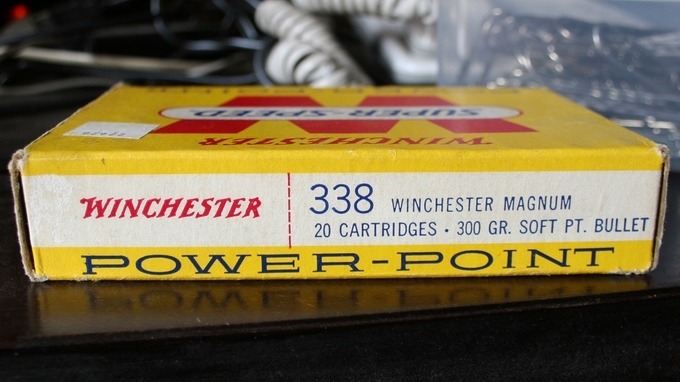 WINCHESTER
SUPER-SPEED
WINCHESTER
338 WINCHESTER MAGNUM
20 CARTRIDGES · 300 GR. SOFT PT. BULLET
POWER-POINT